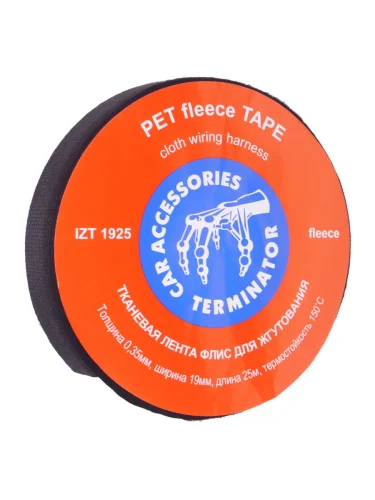 PET fleece TAPE
cloth wiring harness
CAR ACCESSORIES
TERMINATOR
IZT 1925
fleece
ТКАНЕВАЯ ЛЕНТА ФЛИС ДЛЯ ЖГУТОВАНИЯ
Толщина 0.35мм, ширина 19мм, длина 25м, термостойкость 150°С